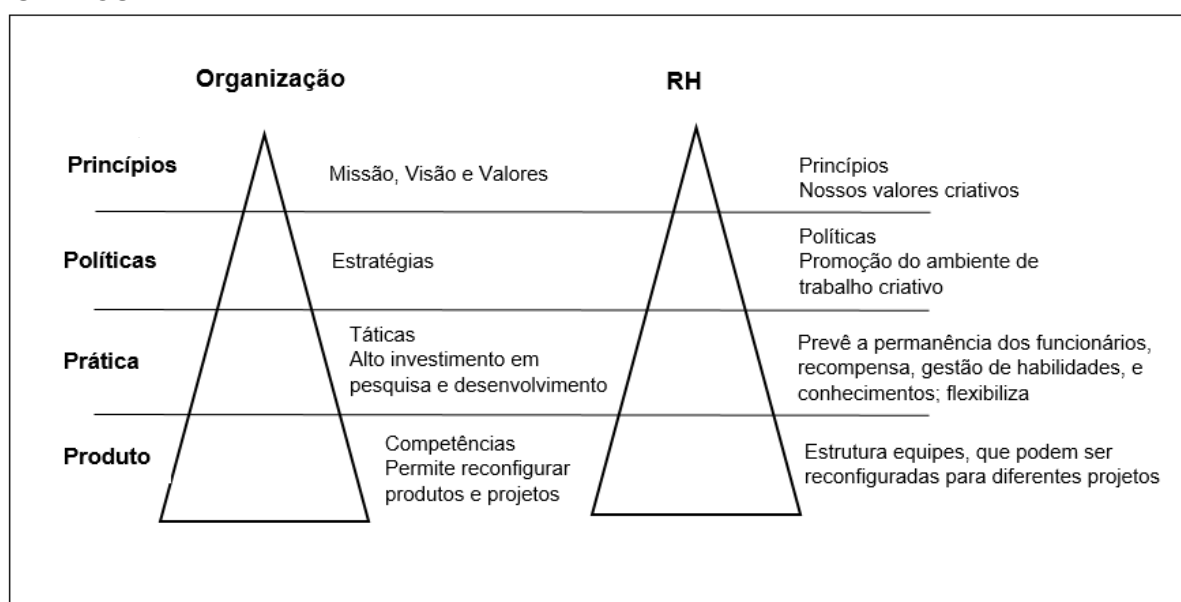 Organização
RH
Princípios
Missão, Visão e Valores
Princípios
Nossos valores criativos
Políticas
Estratégias
Políticas
Promoção do ambiente de
trabalho criativo
Prática
Táticas
Alto investimento em
pesquisa e desenvolvimento
Prevê a permanência dos funcionários,
recompensa, gestão de habilidades, e
conhecimentos; flexibiliza
Produto
Competências
Permite reconfigurar
produtos e projetos
Estrutura equipes, que podem ser
reconfiguradas para diferentes projetos